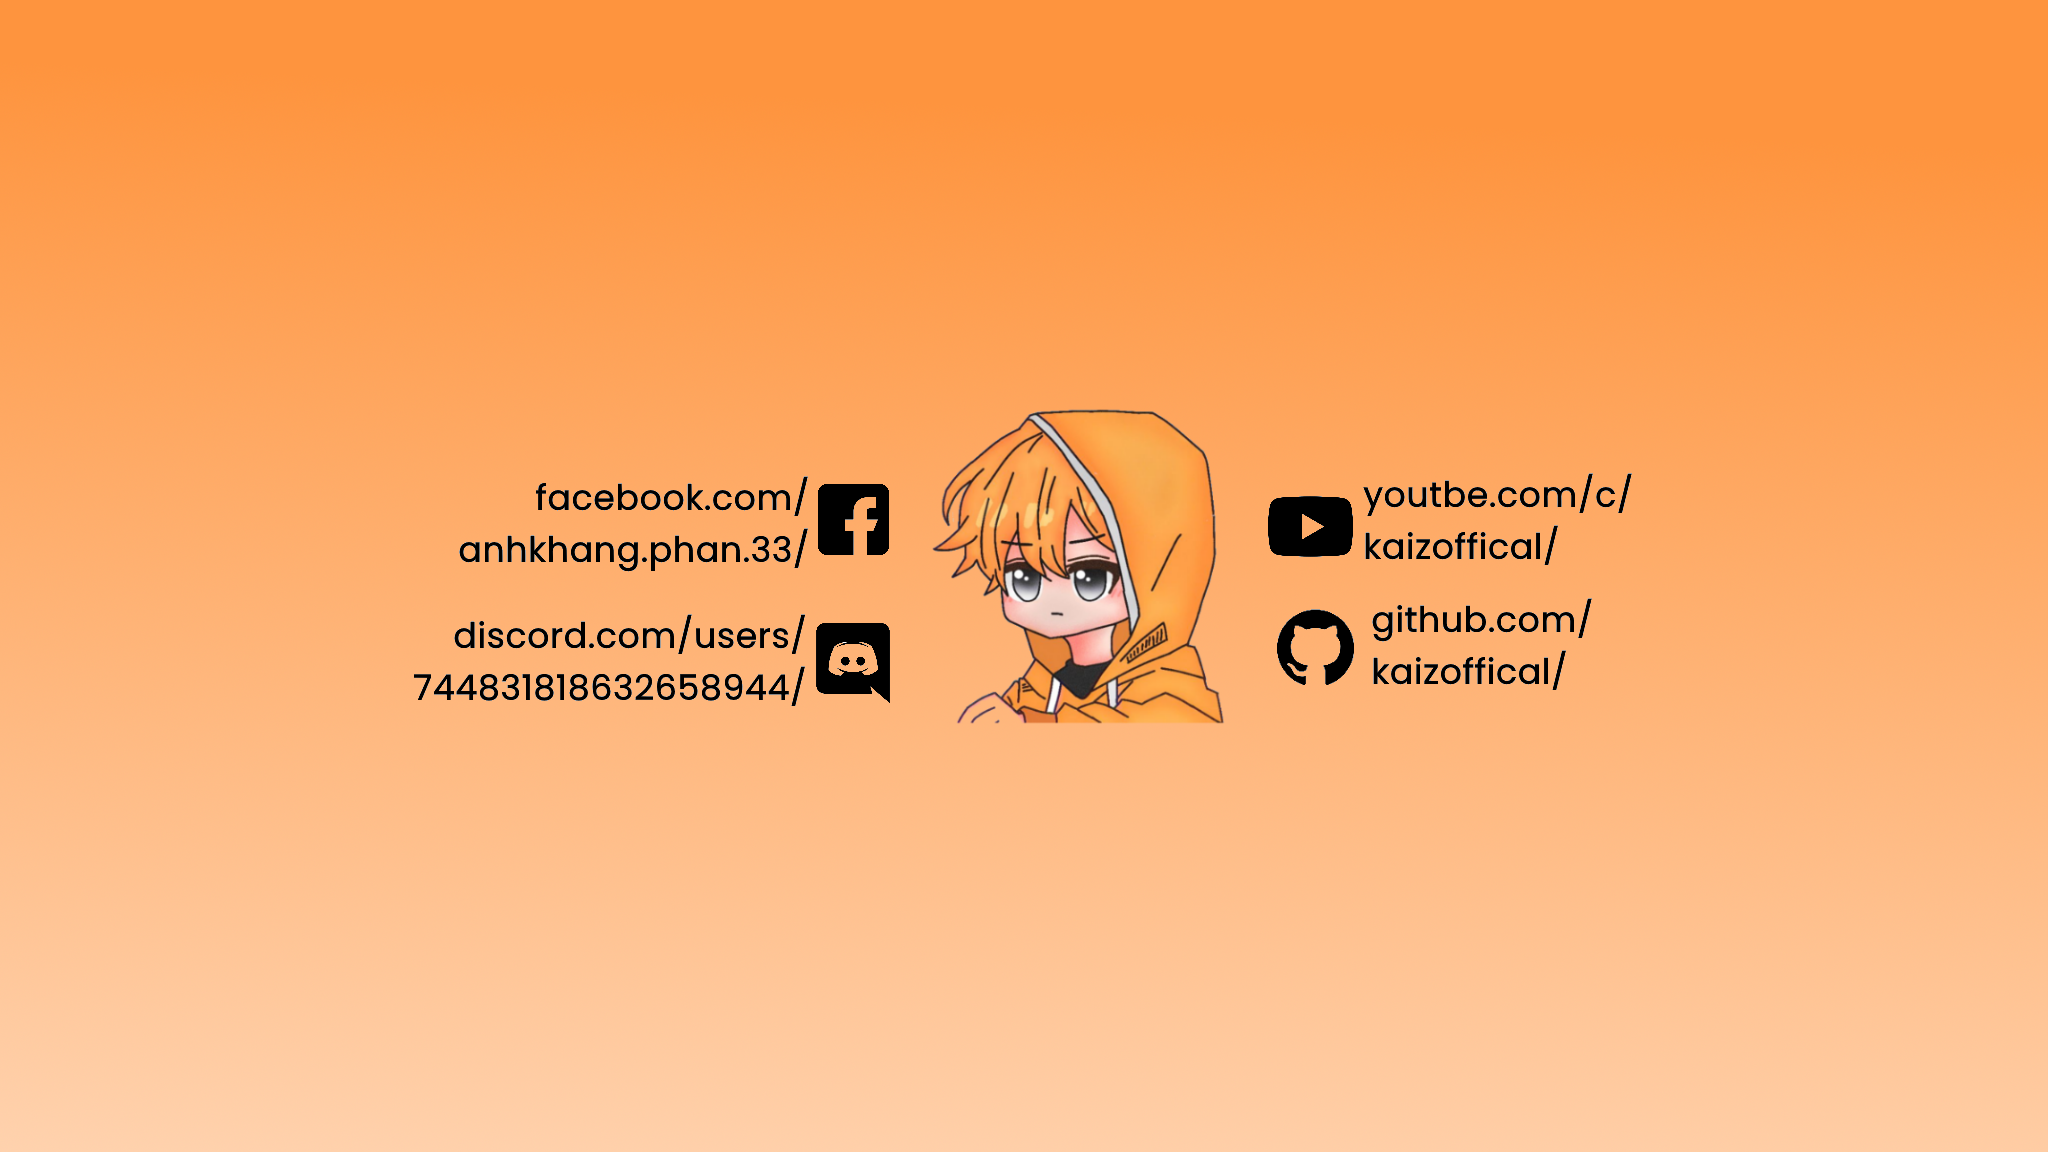 facebook.com/
anhkhang.phan.33/
discord.com/users/
744831818632658944/
youtbe.com/c/
kaizoffical/
github.com/
kaizoffical/